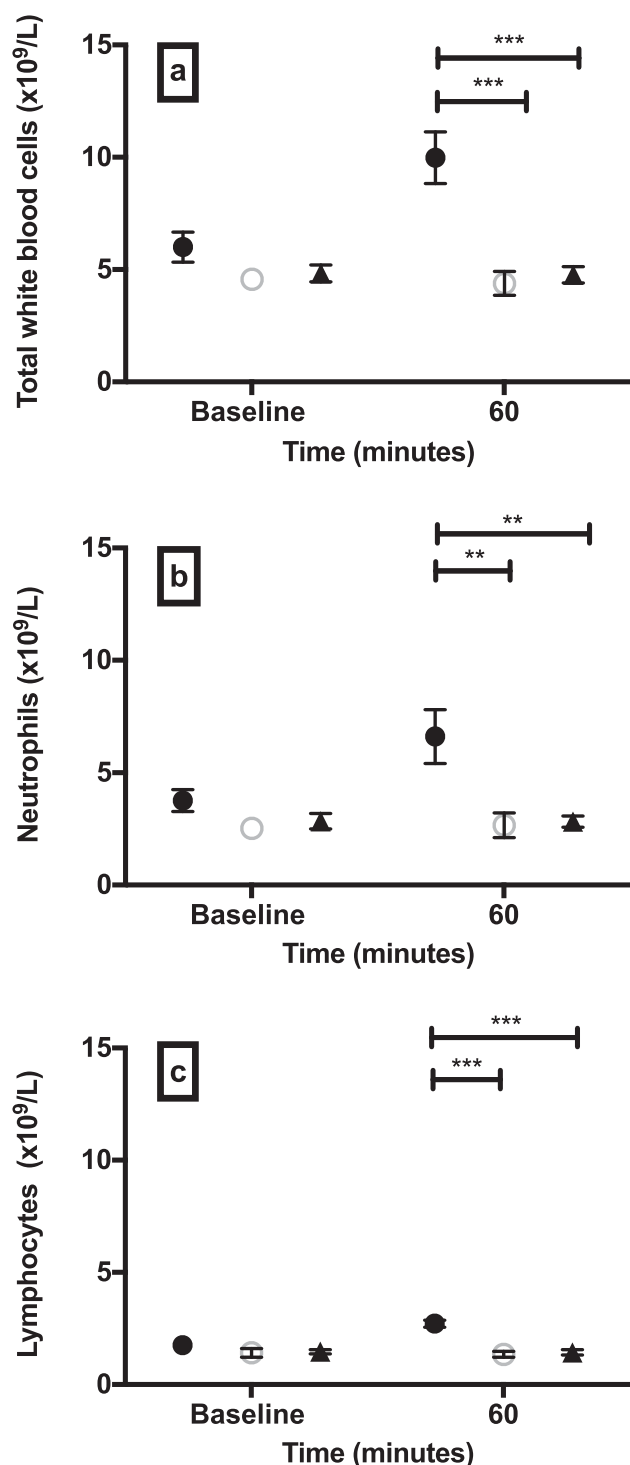 Total white blood cells (x10⁹/L)
15
10
5
0
a
***
***
Baseline
60
Time (minutes)
Neutrophils (x10⁹/L)
15
10
5
0
b
**
**
Baseline
60
Time (minutes)
Lymphocytes (x10⁹/L)
15
10
5
0
c
***
***
Baseline
60
Time (minutes)